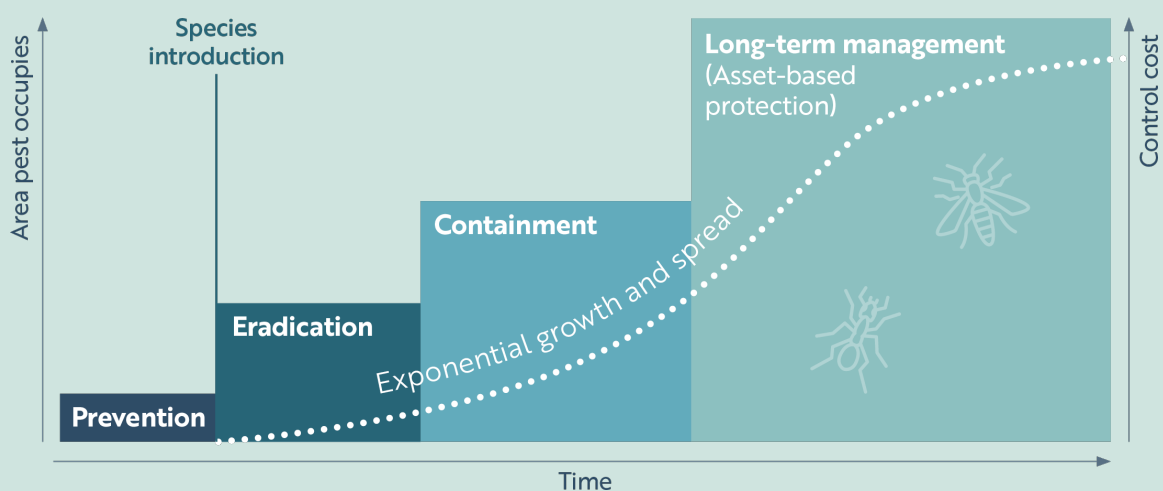 Area pest occupies
Species
introduction
Prevention
Eradication
Containment
Exponential growth and spread
Long-term management
(Asset-based
protection)
Control cost
Time